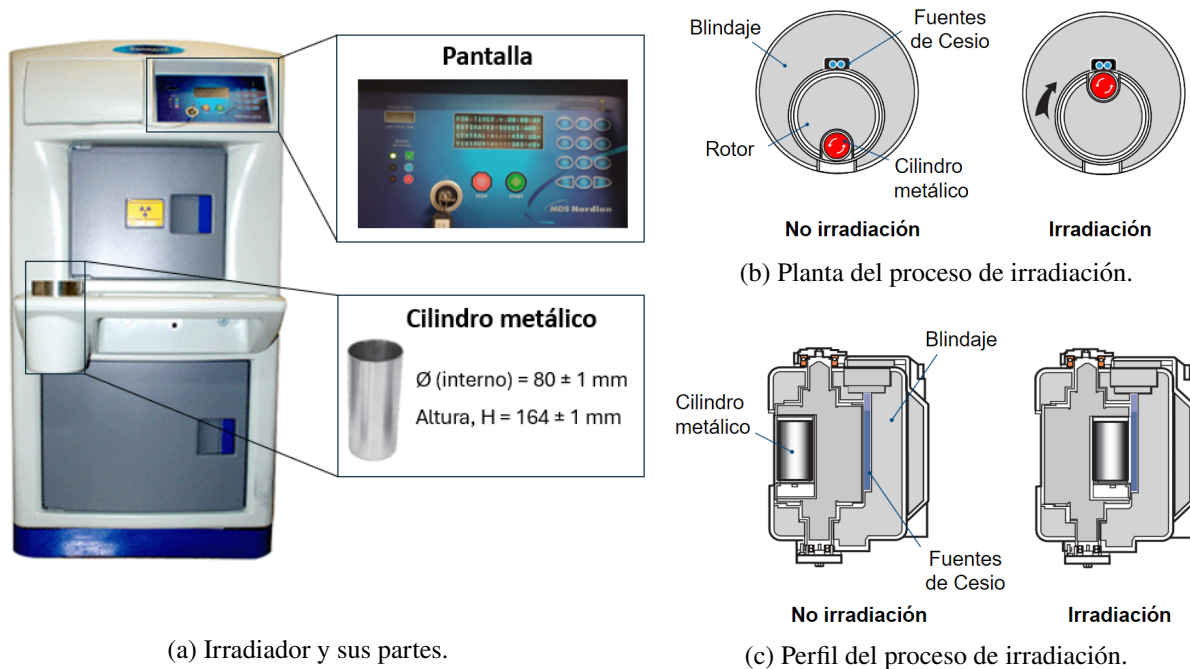 Pantalla
STOP
START
MDS Nordion
Cilindro metálico
Ø (interno) = 80 ± 1 mm
Altura, H = 164 ± 1 mm
(a) Irradiador y sus partes.
Blindaje
Fuentes
de Cesio
Rotor
Cilindro
metálico
No irradiación
Irradiación
(b) Planta del proceso de irradiación.
Blindaje
Cilindro
metálico
Fuentes
de Cesio
No irradiación
Irradiación
(c) Perfil del proceso de irradiación.